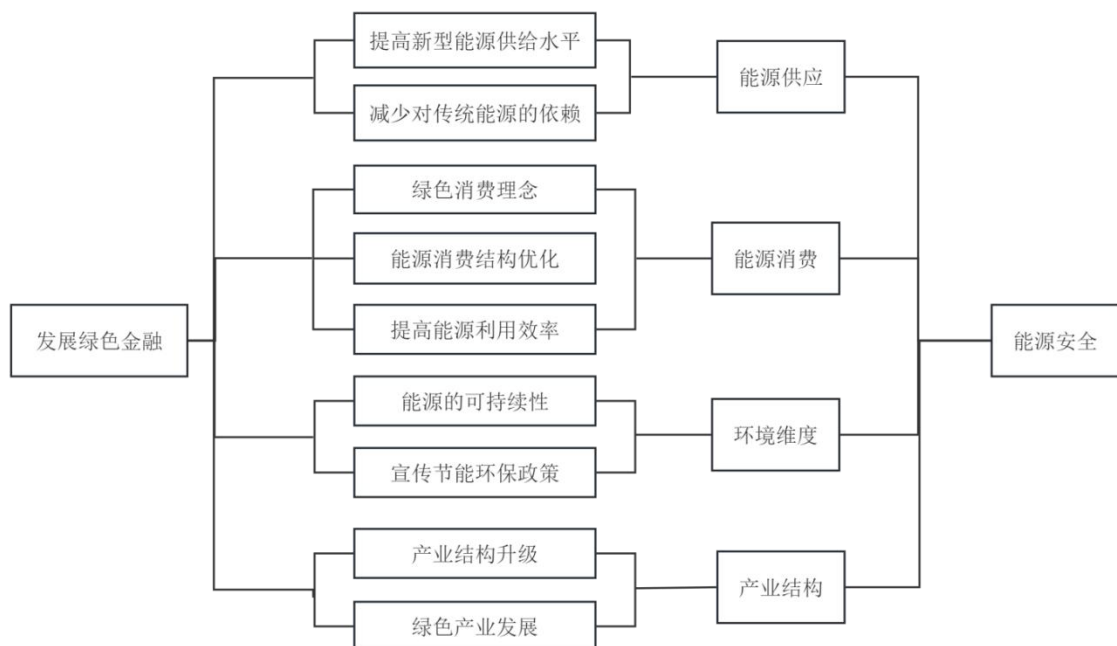 提高新型能源供给水平
能源供应
减少对传统能源的依赖
绿色消费理念
能源消费结构优化
能源消费
提高能源利用效率
发展绿色金融
能源安全
能源的可持续性
环境维度
宣传节能环保政策
产业结构升级
产业结构
绿色产业发展